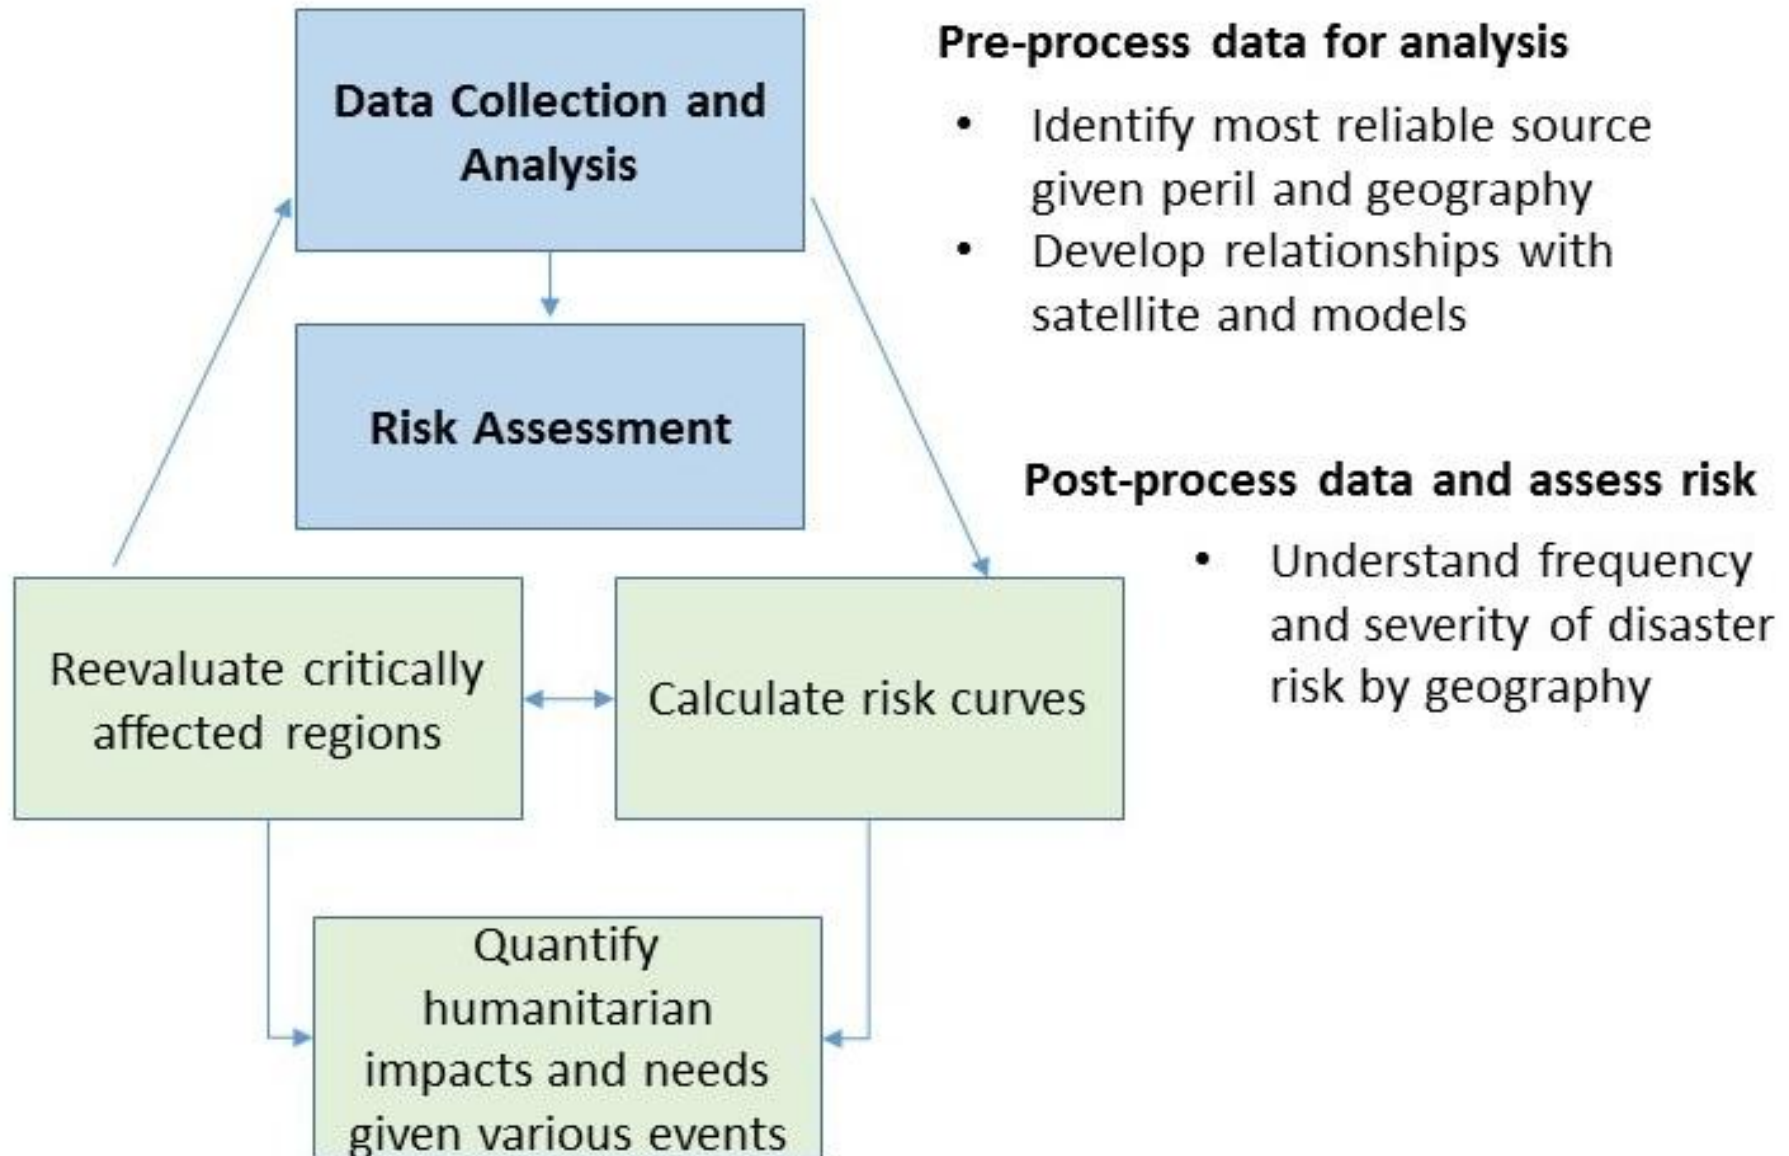 Data Collection and
Analysis
Pre-process data for analysis
• Identify most reliable source
given peril and geography
• Develop relationships with
satellite and models
Risk Assessment
Post-process data and assess risk
• Understand frequency
and severity of disaster
risk by geography
Reevaluate critically
affected regions
Calculate risk curves
Quantify
humanitarian
impacts and needs
given various events